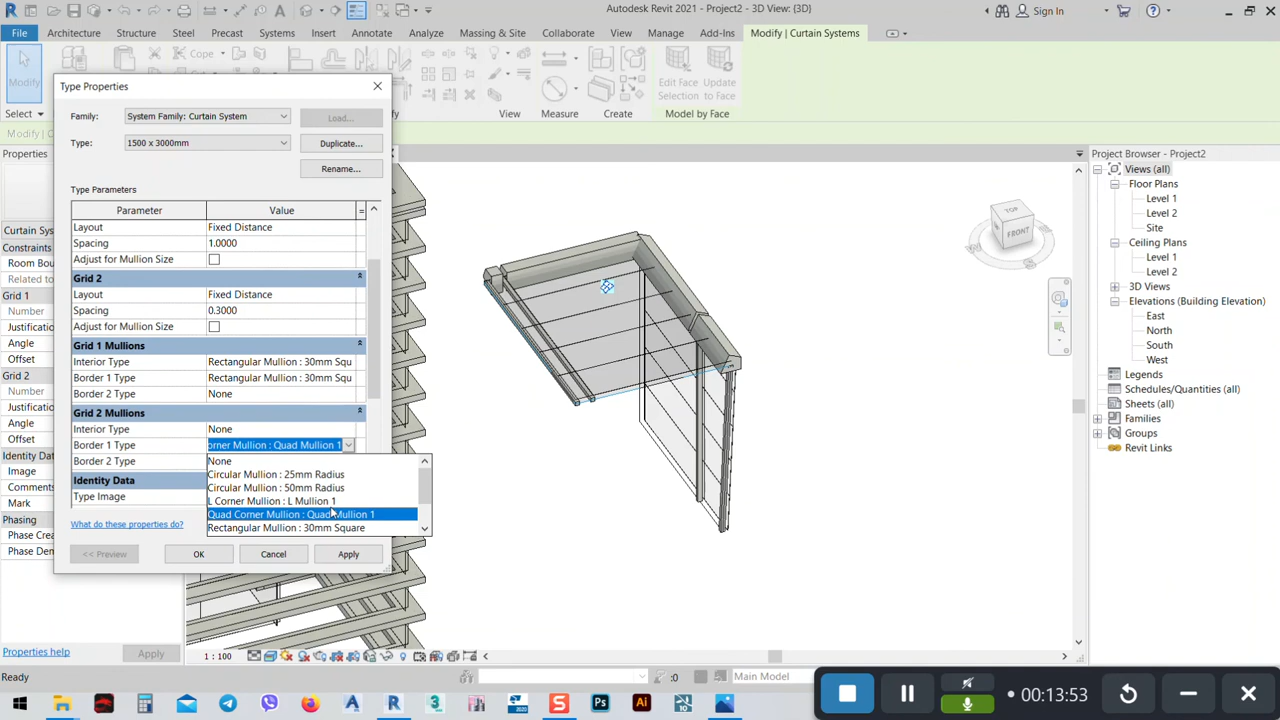 Autodesk Revit 2021 - Project2 - 3D View: {3D}
Sign In
File Architecture Structure Steel Precast Systems Insert Annotate Analyze Massing & Site Collaborate View Manage Add-Ins Modify | Curtain Systems
Modify
Cope
Edit Face Selection
Update to Face
Select
View Measure Create Model by Face
Properties
Curtain Sys
Constraints
Room Bou
Related to
Grid 1
Number
Justification
Angle
Offset
Grid 2
Number
Justification
Angle
Offset
Identity Data
Image
Comments
Mark
Phasing
Phase Crea
Phase Dem
Properties help
Apply
Type Properties
Family: System Family: Curtain System Load...
Type: 1500 x 3000mm Duplicate...
Rename...
Type Parameters
Parameter Value =
Layout Fixed Distance
Spacing 1.0000
Adjust for Mullion Size
Grid 2
Layout Fixed Distance
Spacing 0.3000
Adjust for Mullion Size
Grid 1 Mullions
Interior Type Rectangular Mullion : 30mm Squ
Border 1 Type Rectangular Mullion : 30mm Squ
Border 2 Type None
Grid 2 Mullions
Interior Type None
Border 1 Type orner Mullion : Quad Mullion 1
Border 2 Type None
Circular Mullion : 25mm Radius
Circular Mullion : 50mm Radius
L Corner Mullion : L Mullion 1
Quad Corner Mullion : Quad Mullion 1
Rectangular Mullion : 30mm Square
Identity Data
Type Image
What do these properties do?
<< Preview OK Cancel Apply
TOP
FRONT
Project Browser - Project2
Views (all)
Floor Plans
Level 1
Level 2
Site
Ceiling Plans
Level 1
Level 2
3D Views
Elevations (Building Elevation)
East
North
South
West
Legends
Schedules/Quantities (all)
Sheets (all)
Families
Groups
Revit Links
1 : 100
Ready
:0
Main Model
00:13:53